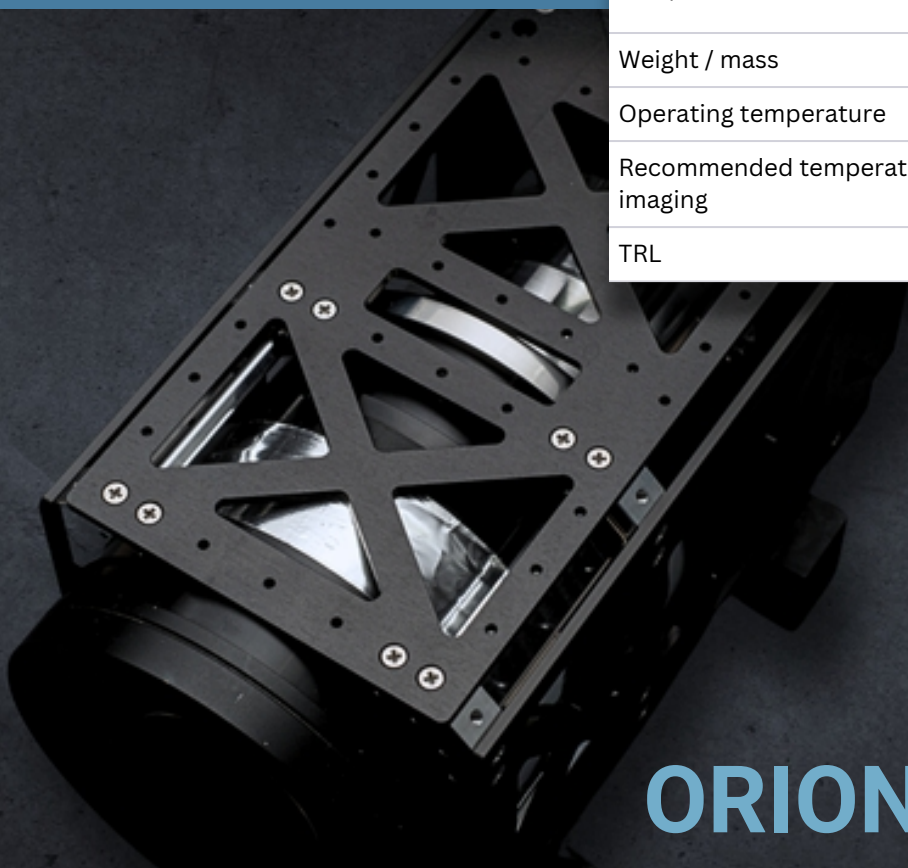 Weight / mass
Operating temperature
Recommended temperat
imaging
TRL
ORION